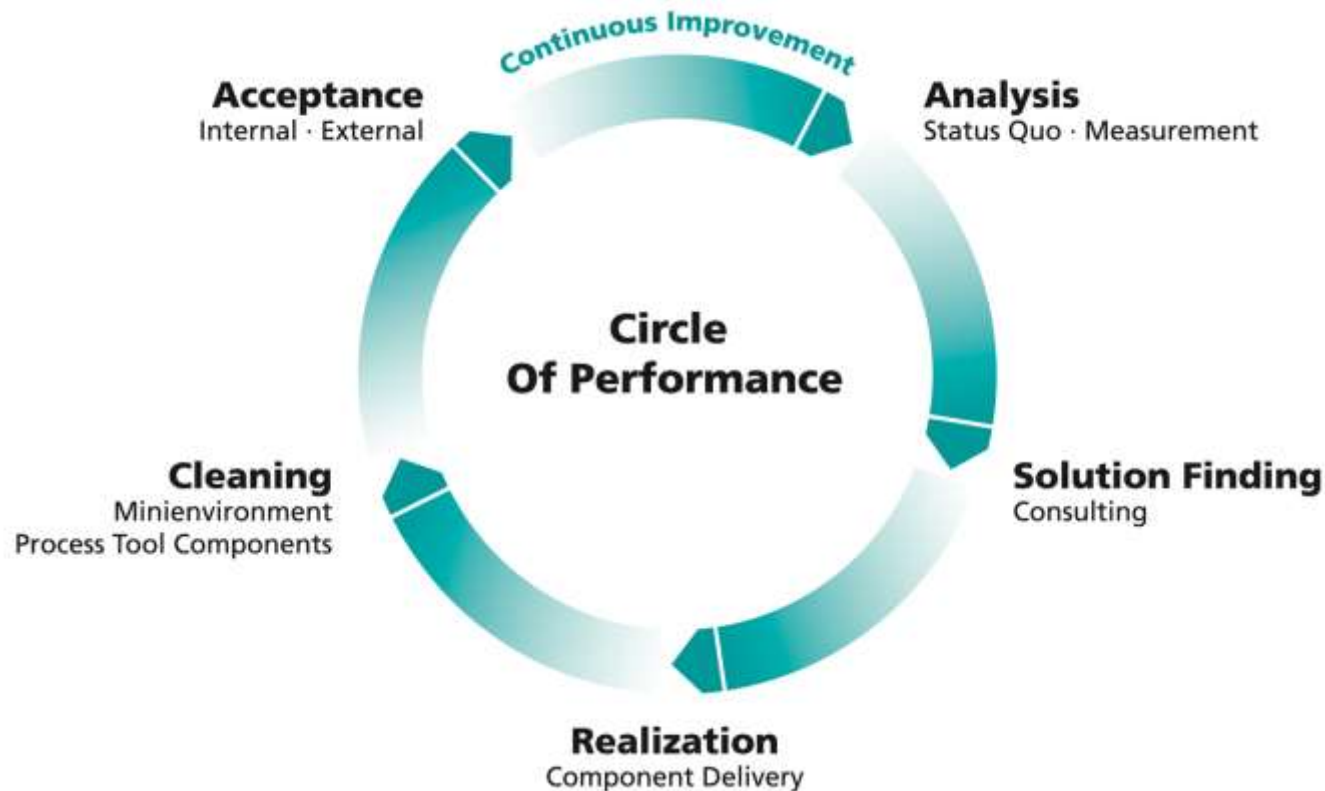 Continuous Improvement
Acceptance
Internal · External
Analysis
Status Quo · Measurement
Circle
Of Performance
Cleaning
Minienvironment
Process Tool Components
Solution Finding
Consulting
Realization
Component Delivery